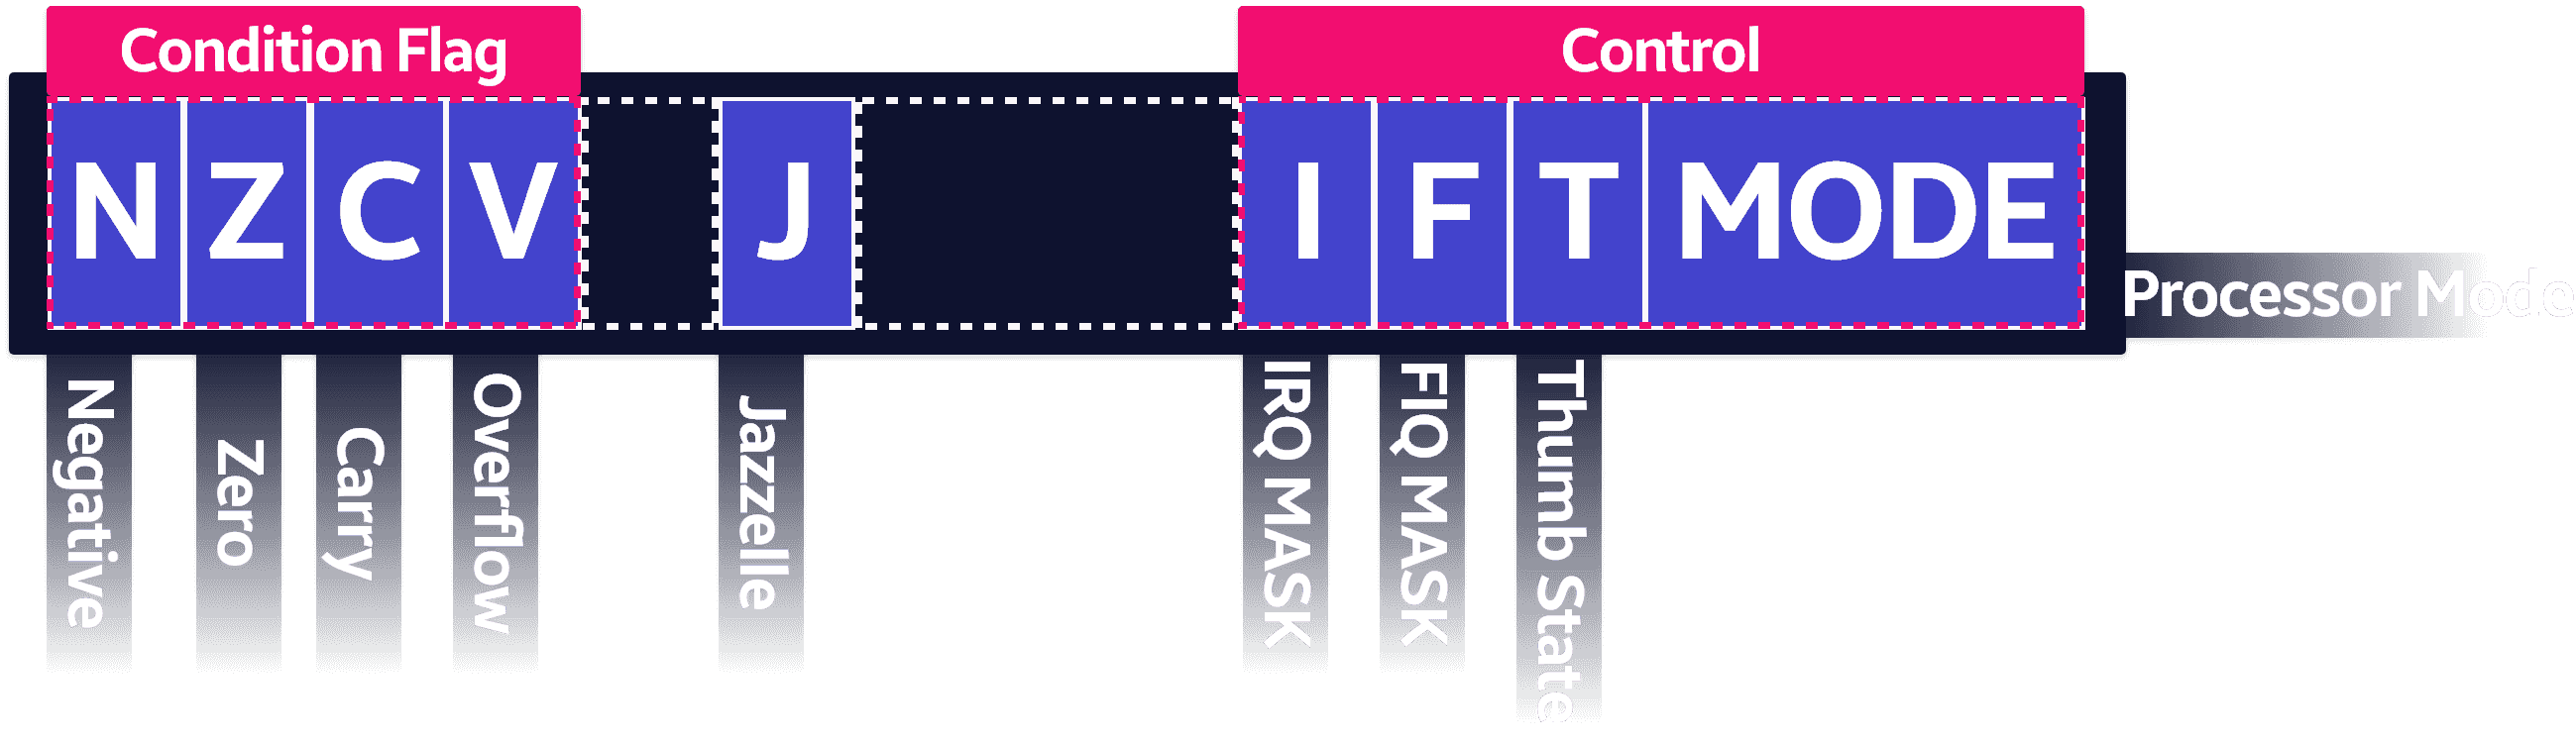 Condition Flag
Control
N Z C V J I F T MODE
Processor Mode
Negative
Zero
Carry
Overflow
Jazzelle
IRQ MASK
FIQ MASK
Thumb State